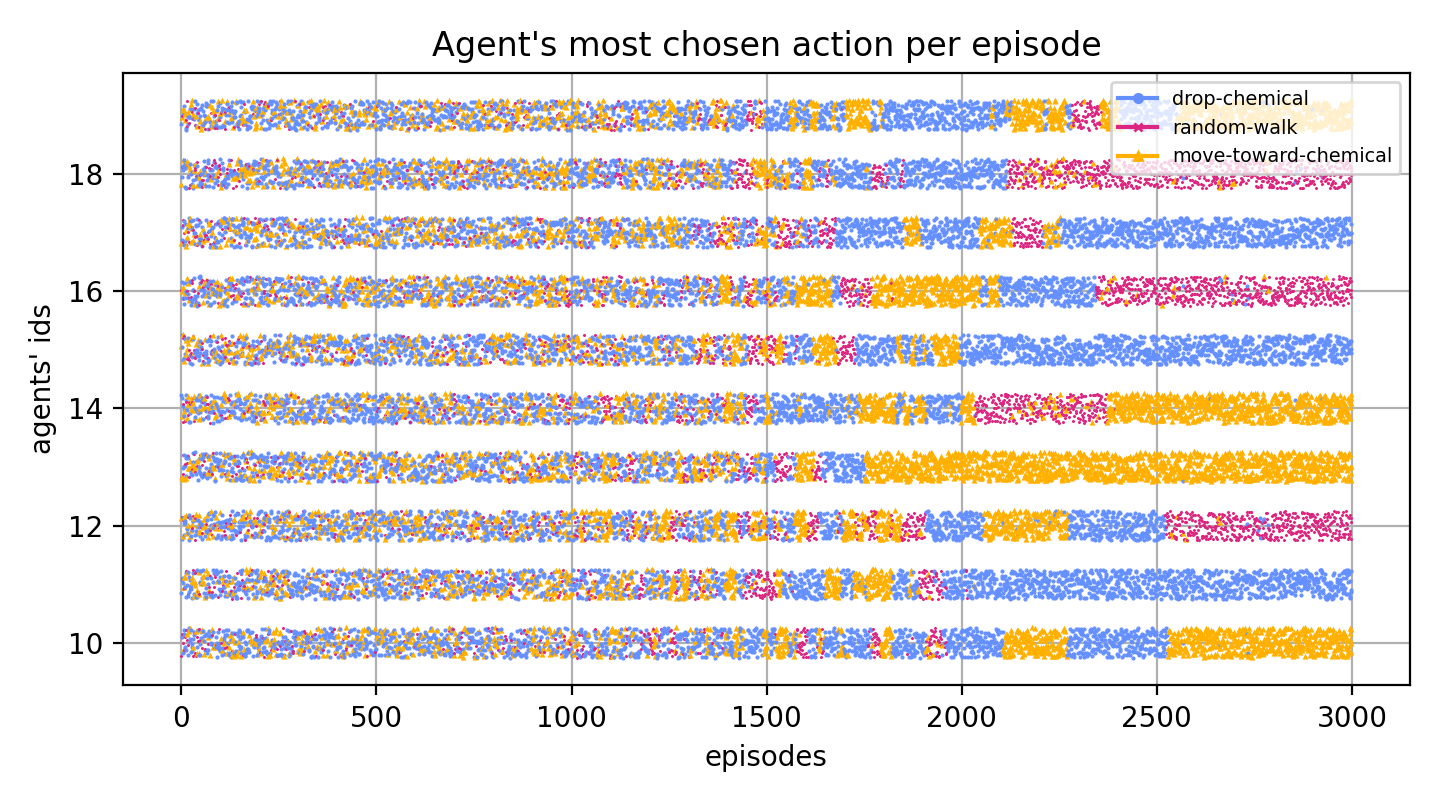 Agent's most chosen action per episode
drop-chemical
random-walk
move-toward-chemical
agents' ids
18
16
14
12
10
0 500 1000 1500 2000 2500 3000
episodes